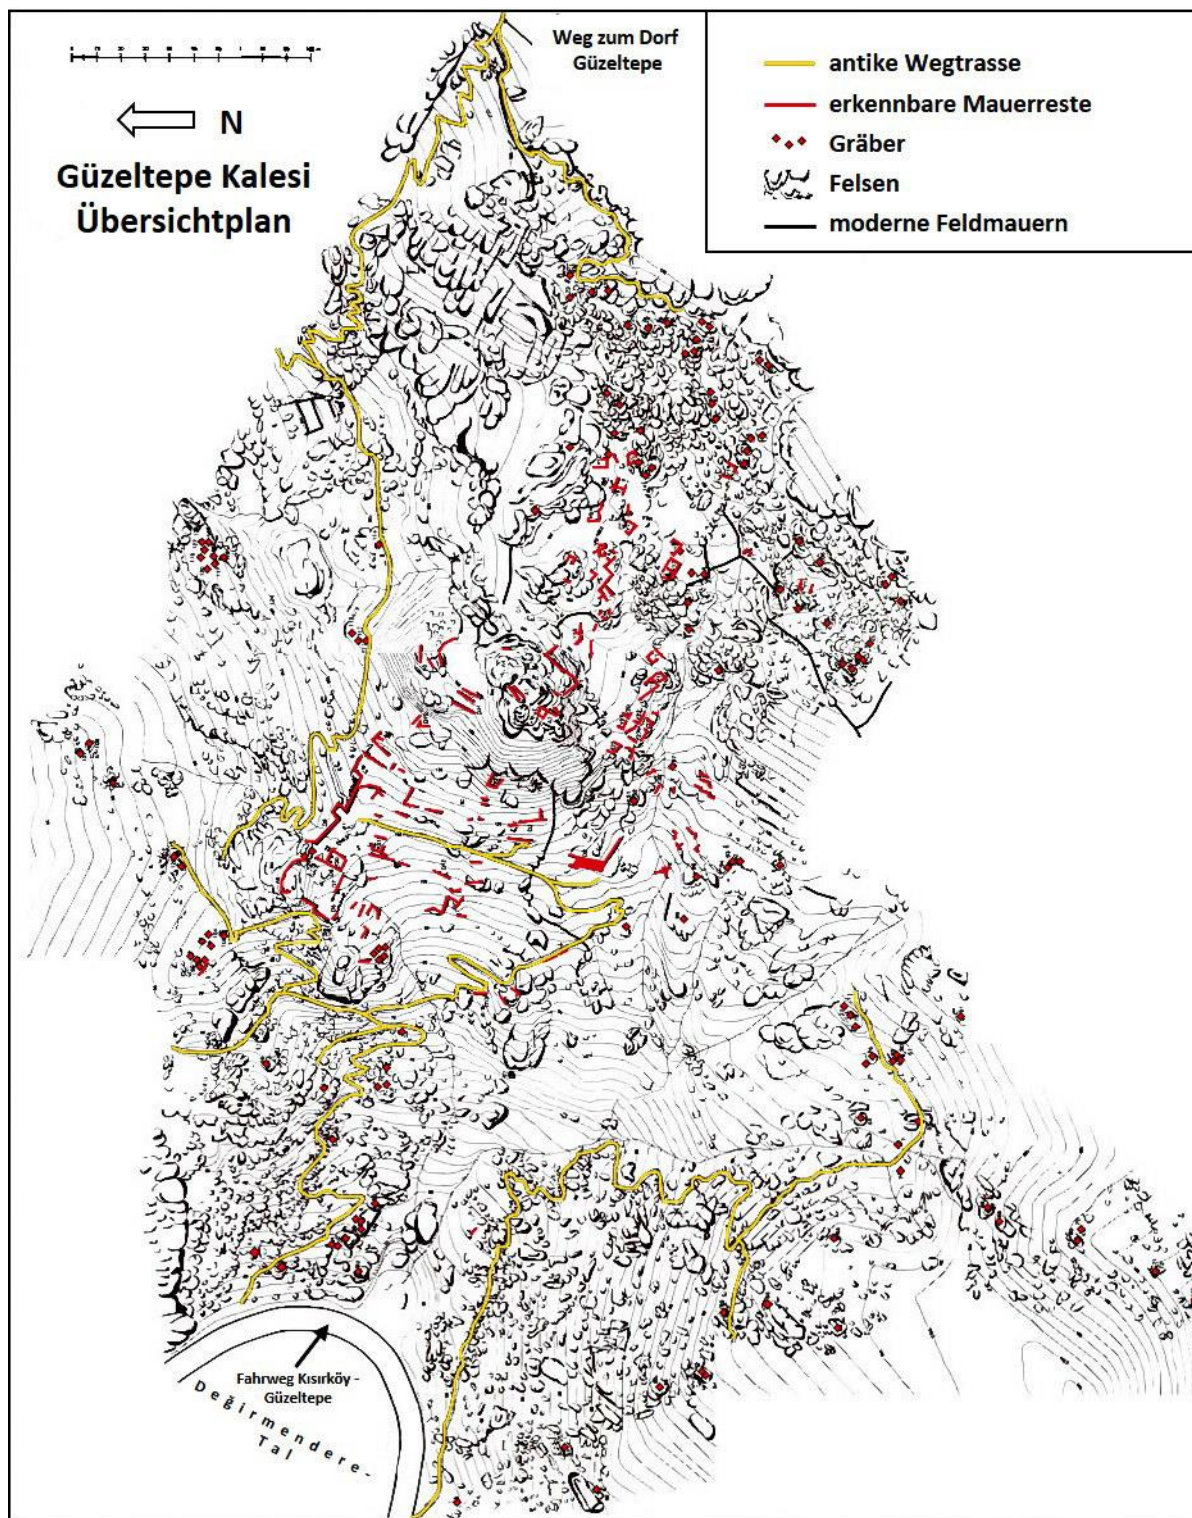 Weg zum Dorf
Güzeltepe
N
Güzeltepe Kalesi
Übersichtplan
antike Wegtrasse
erkennbare Mauerreste
Gräber
Felsen
moderne Feldmauern
Fahrweg Kısırköy -
Güzeltepe
Değirmendere-
Tal